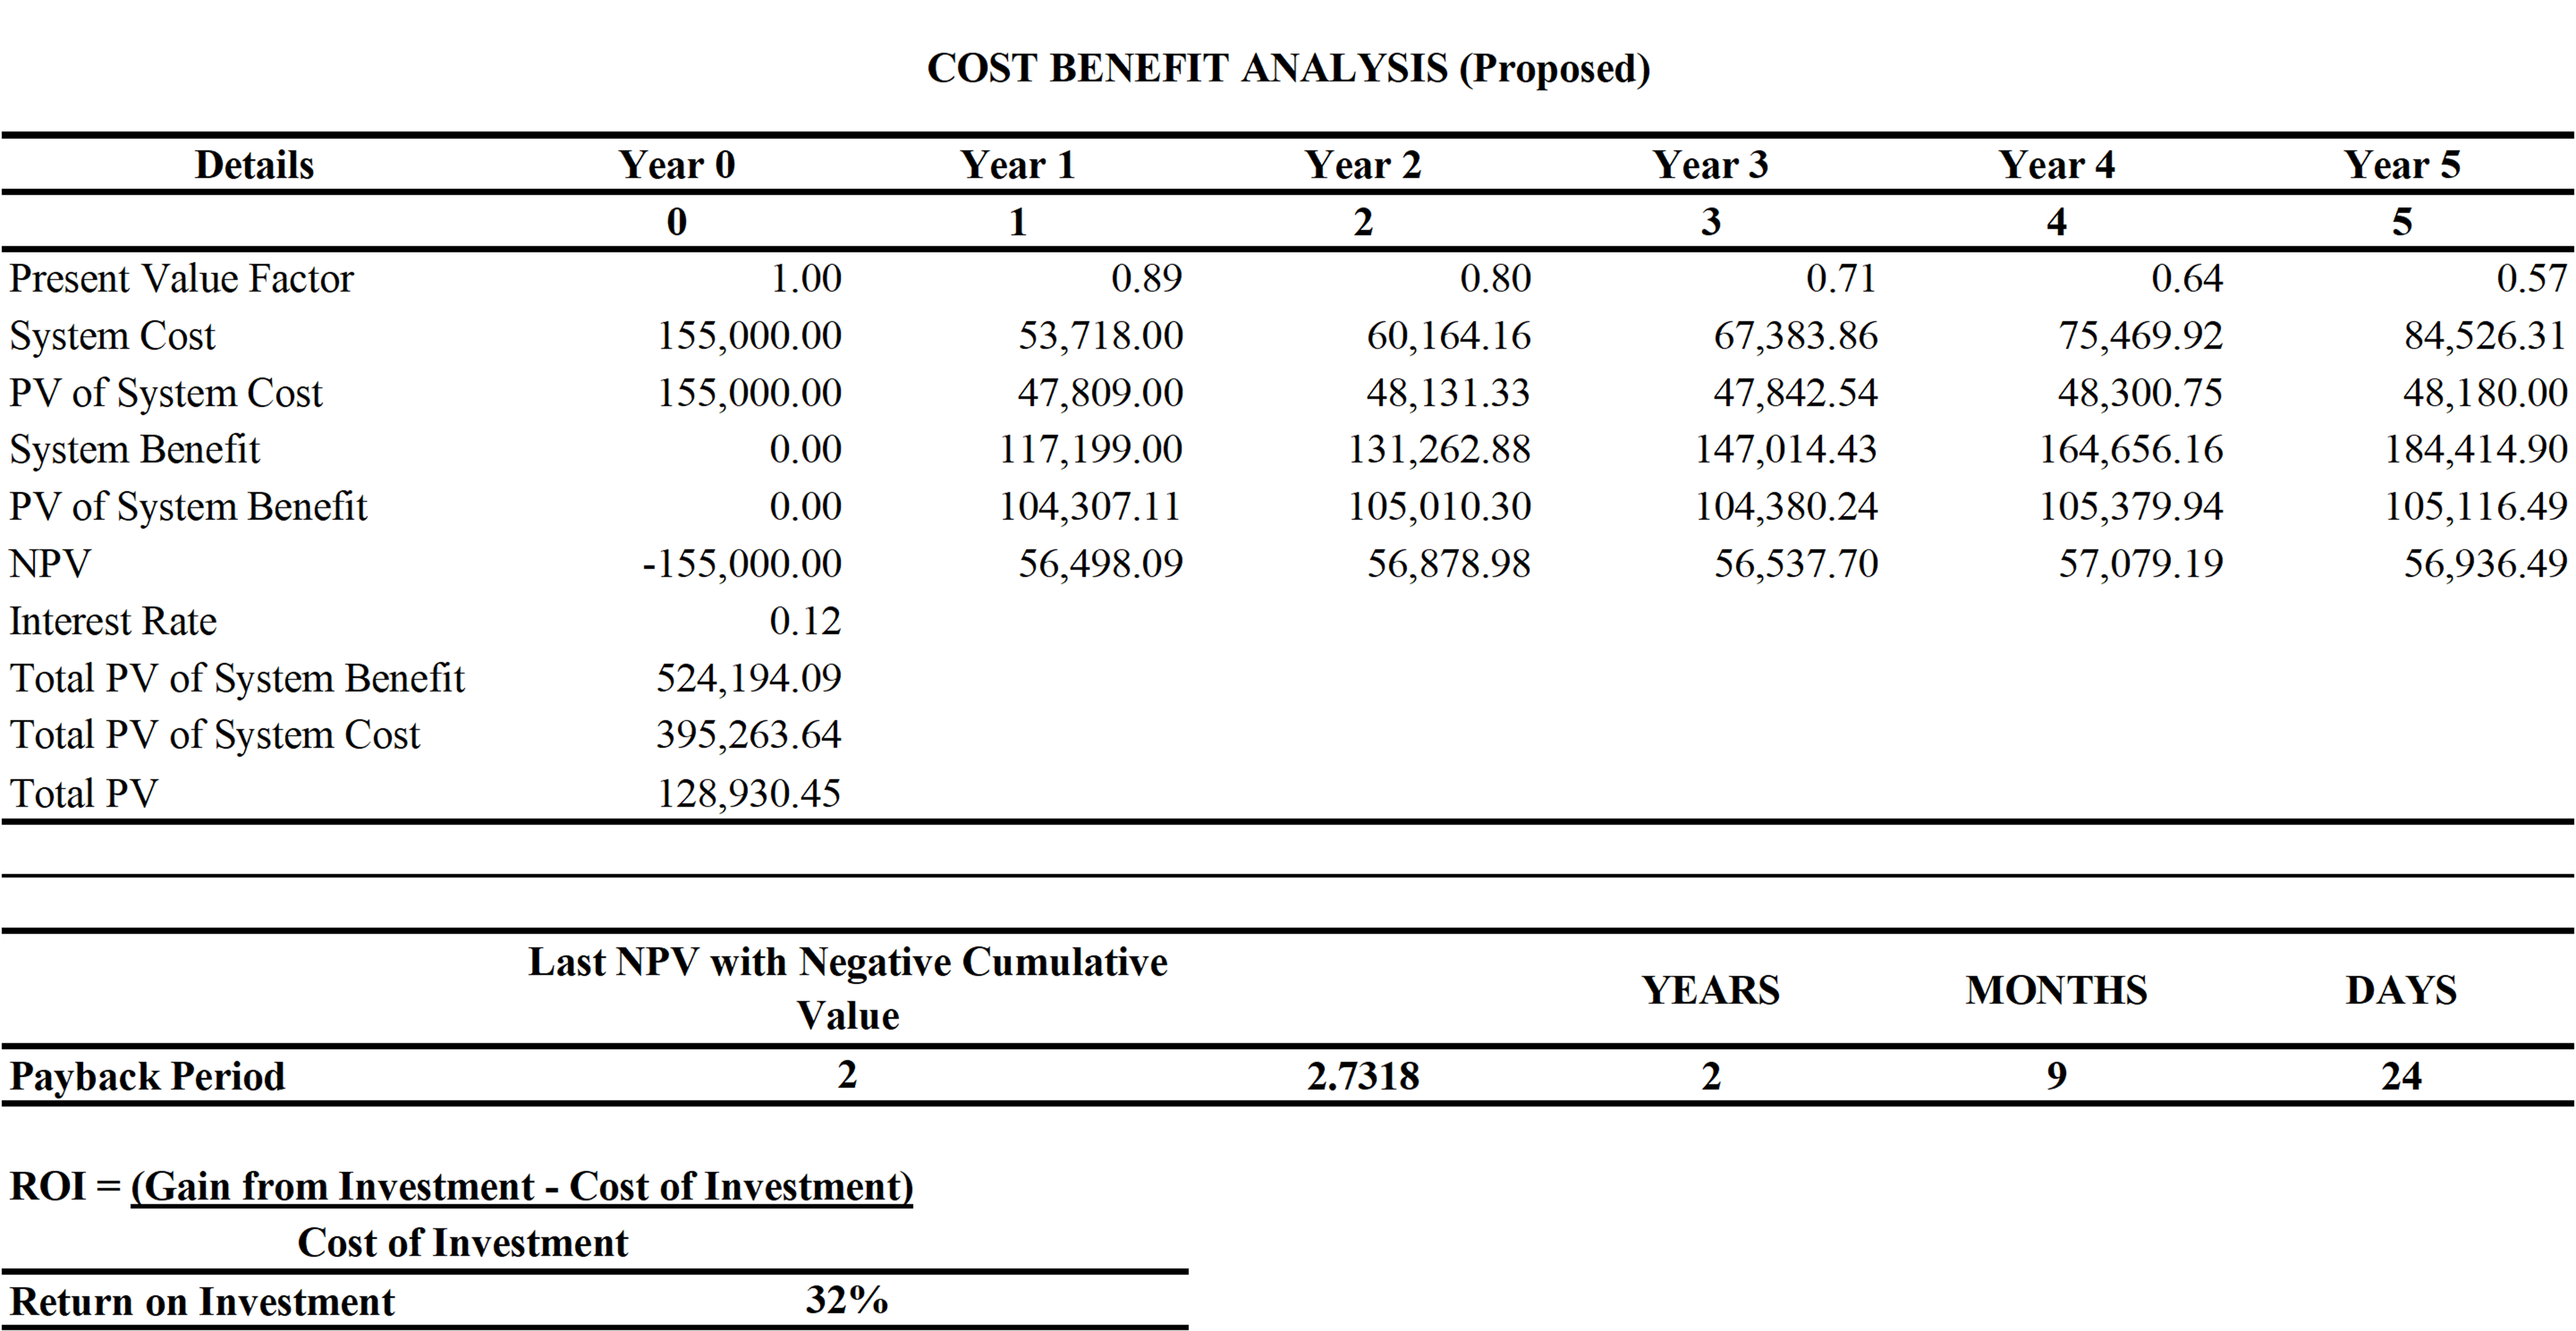 COST BENEFIT ANALYSIS (Proposed)
Details Year 0 Year 1 Year 2 Year 3 Year 4 Year 5
0 1 2 3 4 5
Present Value Factor 1.00 0.89 0.80 0.71 0.64 0.57
System Cost 155,000.00 53,718.00 60,164.16 67,383.86 75,469.92 84,526.31
PV of System Cost 155,000.00 47,809.00 48,131.33 47,842.54 48,300.75 48,180.00
System Benefit 0.00 117,199.00 131,262.88 147,014.43 164,656.16 184,414.90
PV of System Benefit 0.00 104,307.11 105,010.30 104,380.24 105,379.94 105,116.49
NPV -155,000.00 56,498.09 56,878.98 56,537.70 57,079.19 56,936.49
Interest Rate 0.12
Total PV of System Benefit 524,194.09
Total PV of System Cost 395,263.64
Total PV 128,930.45
Last NPV with Negative Cumulative
Value YEARS MONTHS DAYS
Payback Period 2 2.7318 2 9 24
ROI = (Gain from Investment - Cost of Investment)
Cost of Investment
Return on Investment 32%